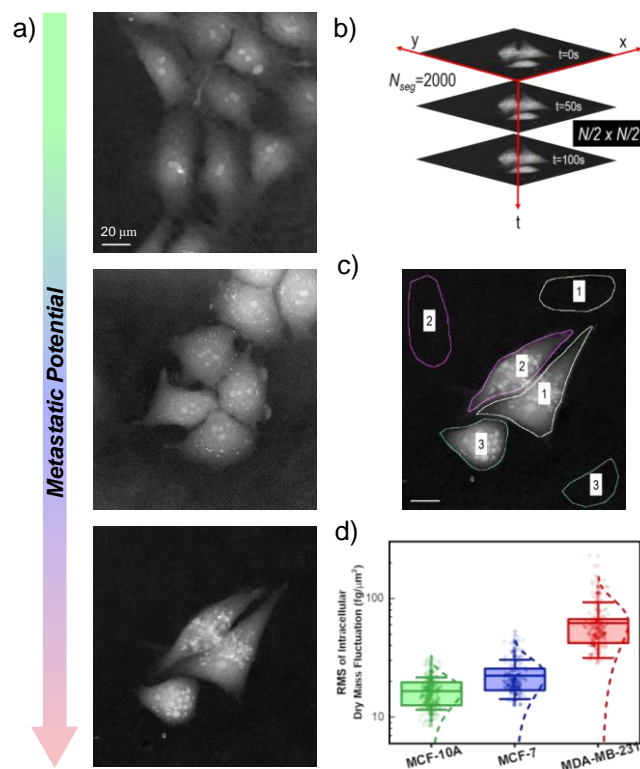 a)
Metastatic Potential
20 μm
b)
y
x
t=0s
N_seg=2000
t=50s
N/2 x N/2
t=100s
t
c)
1
2
2
1
3
3
d)
RMS of Intracellular
Dry Mass Fluctuation (fg/μm²)
100
10
MCF-10A
MCF-7
MDA-MB-231